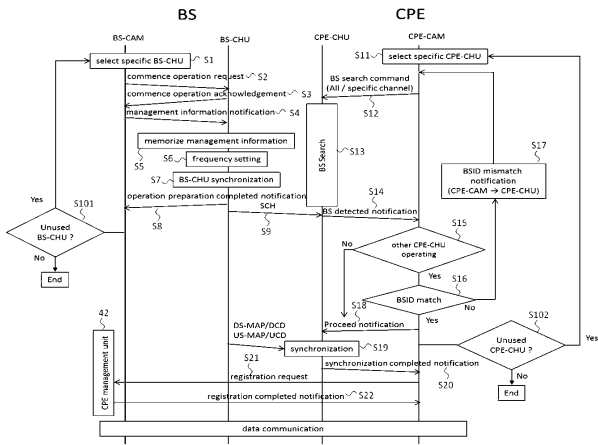 BS
CPE
BS-CAM
BS-CHU
CPE-CHU
CPE-CAM
select specific BS-CHU
S1
S11
select specific CPE-CHU
commence operation request
S2
BS search command
(All / specific channel)
commence operation acknowledgement
S3
S12
management information notification
S4
S17
memorize management information
S5
BS Search
S13
BSID mismatch
notification
(CPE-CAM → CPE-CHU)
S6
frequency setting
S7
BS-CHU synchronization
S14
Yes
S101
operation preparation completed notification
SCH
BS detected notification
S8
S9
S15
Unused
BS-CHU ?
No
other CPE-CHU
operating
No
Yes
S16
End
BSID match
No
42
S18
Yes
S102
DS-MAP/DCD
US-MAP/UCD
Proceed notification
Yes
CPE management unit
synchronization
S19
Unused
CPE-CHU ?
S21
synchronization completed notification
registration request
S20
No
registration completed notification
S22
End
data communication